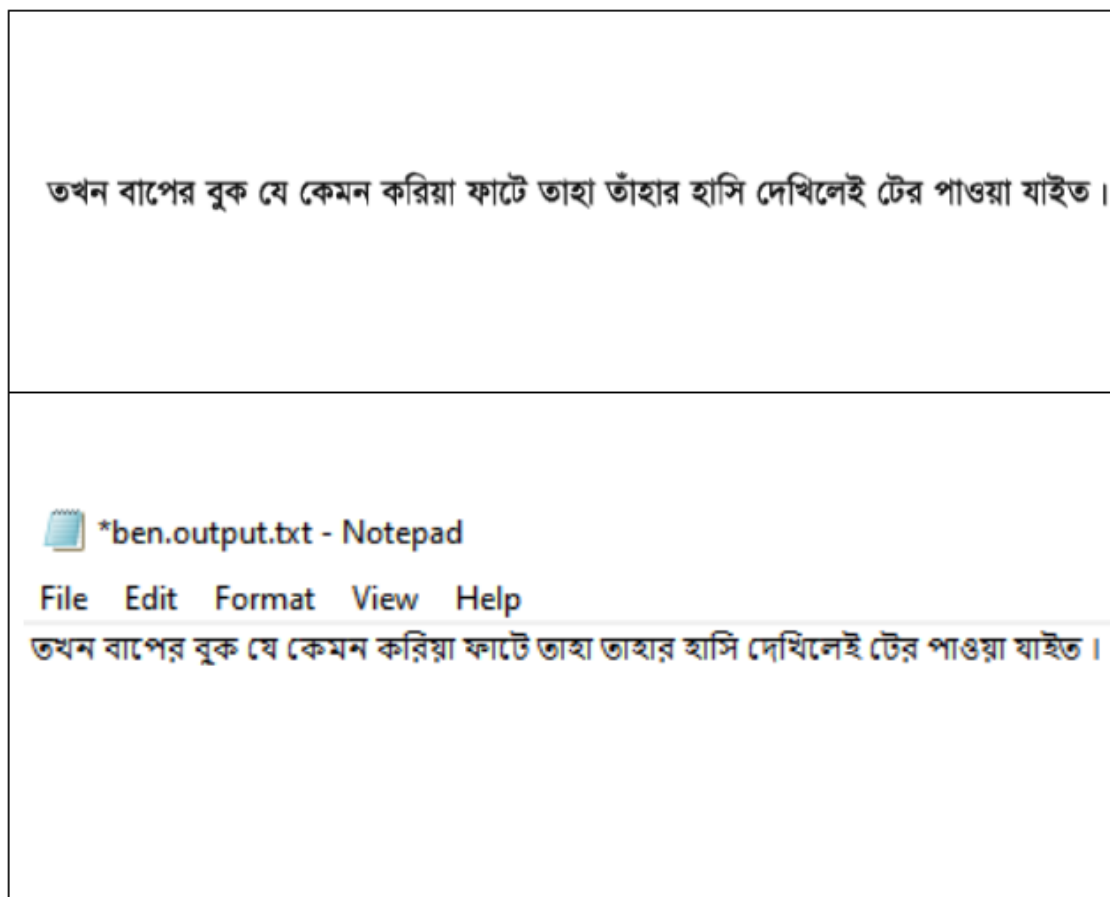 তখন বাপের বুক যে কেমন করিয়া ফাটে তাহা তাঁহার হাসি দেখিলেই টের পাওয়া যাইত।
*ben.output.txt - Notepad
File Edit Format View Help
তখন বাপের বুক যে কেমন করিয়া ফাটে তাহা তাহার হাসি দেখিলেই টের পাওয়া যাইত।